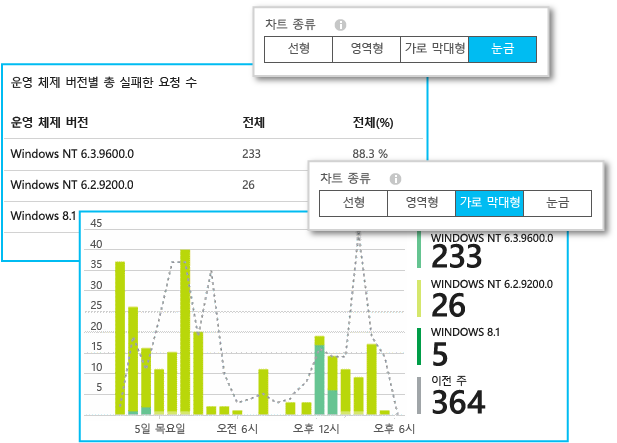 차트 종류
선형 영역형 가로 막대형 눈금
운영 체제 버전별 총 실패한 요청 수
운영 체제 버전 전체 전체(%)
Windows NT 6.3.9600.0 233 88.3 %
Windows NT 6.2.9200.0 26
Windows 8.1
차트 종류
선형 영역형 가로 막대형 눈금
45
40
35
30
25
20
15
10
5
5일 목요일 오전 6시 오후 12시 오후 6시
WINDOWS NT 6.3.9600.0
233
WINDOWS NT 6.2.9200.0
26
WINDOWS 8.1
5
이전 주
364